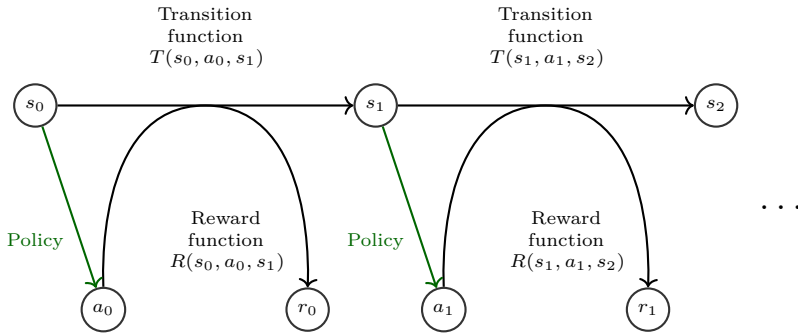 Transition
function
T(s₀, a₀, s₁)
Transition
function
T(s₁, a₁, s₂)
s₀
s₁
s₂
Policy
Reward
function
R(s₀, a₀, s₁)
Policy
Reward
function
R(s₁, a₁, s₂)
...
a₀
r₀
a₁
r₁